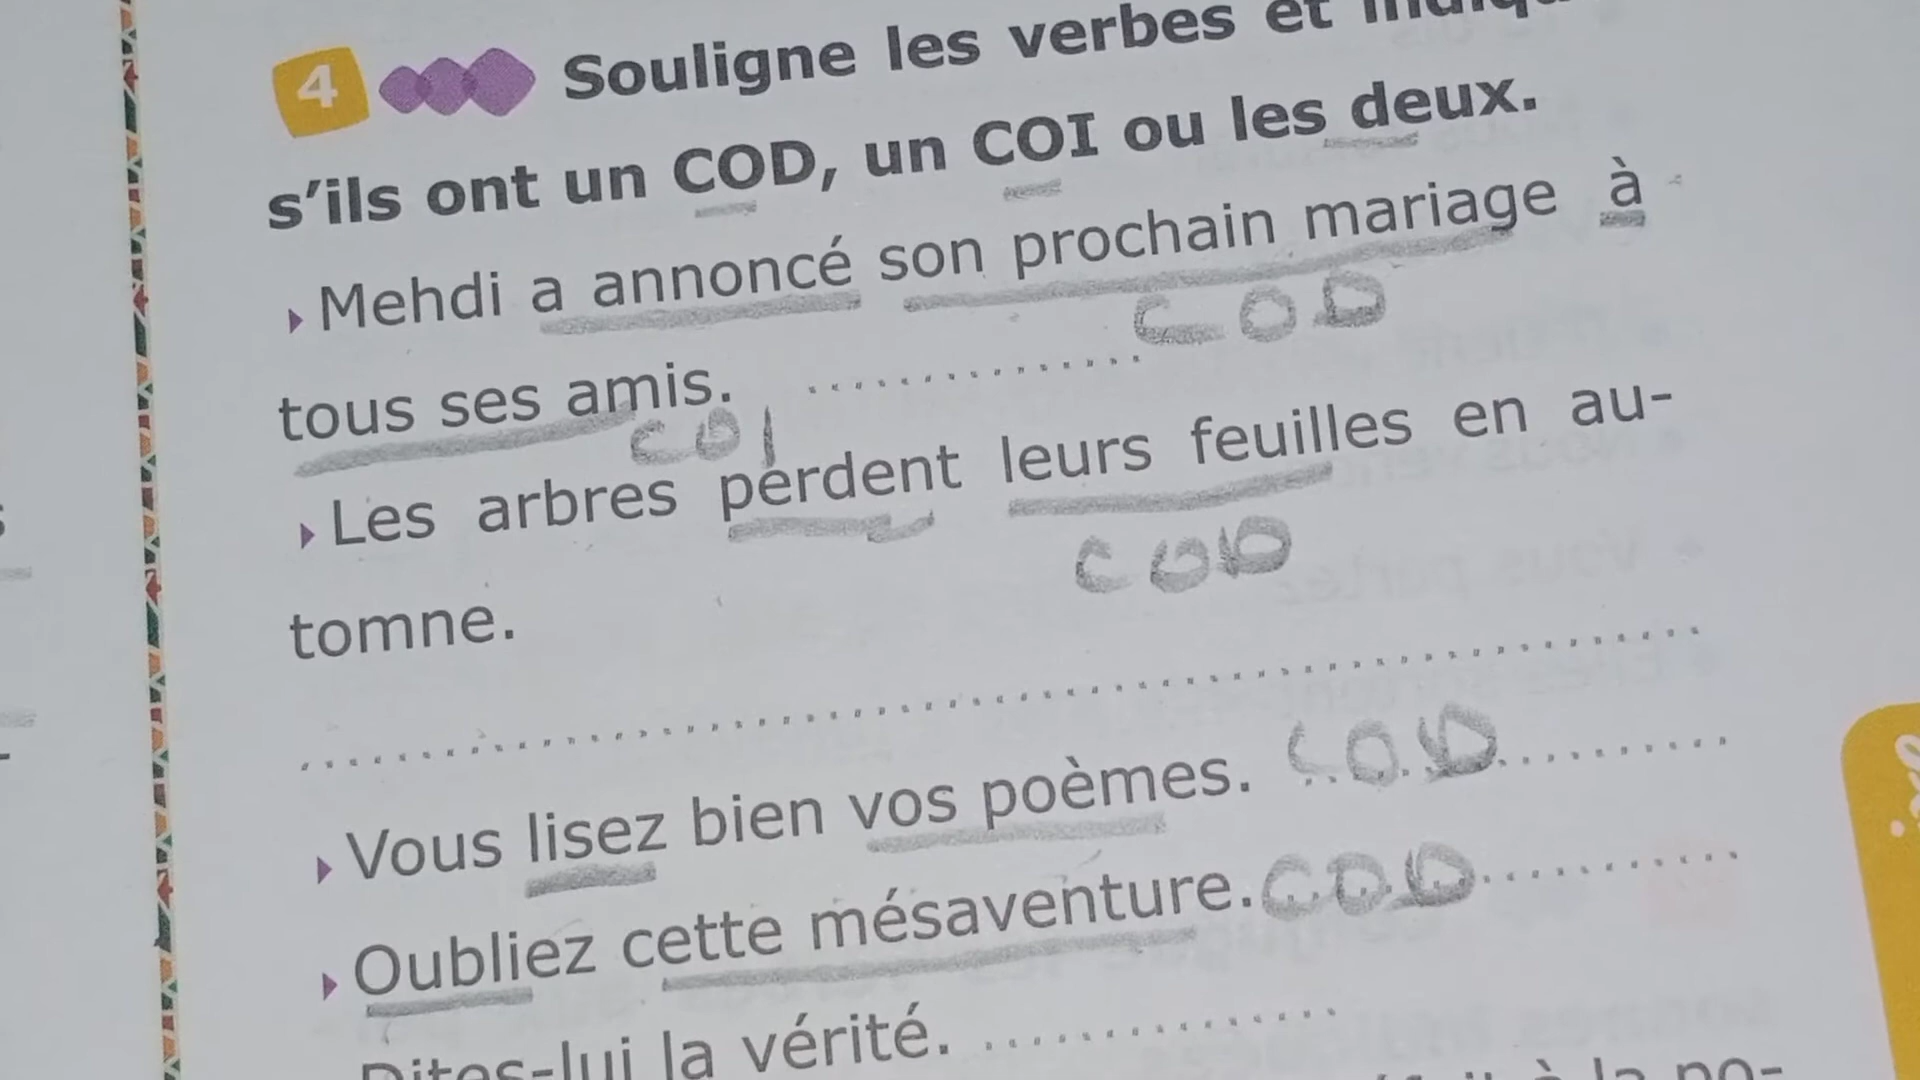 4 Souligne les verbes et
s'ils ont un COD, un COI ou les deux.
Mehdi a annoncé son prochain mariage à
COD
tous ses amis. ..............
COI
Les arbres perdent leurs feuilles en au-
COD
tomne.
Vous lisez bien vos poèmes. COD
Oubliez cette mésaventure. COD
Dites-lui la vérité. ...............
à la no-